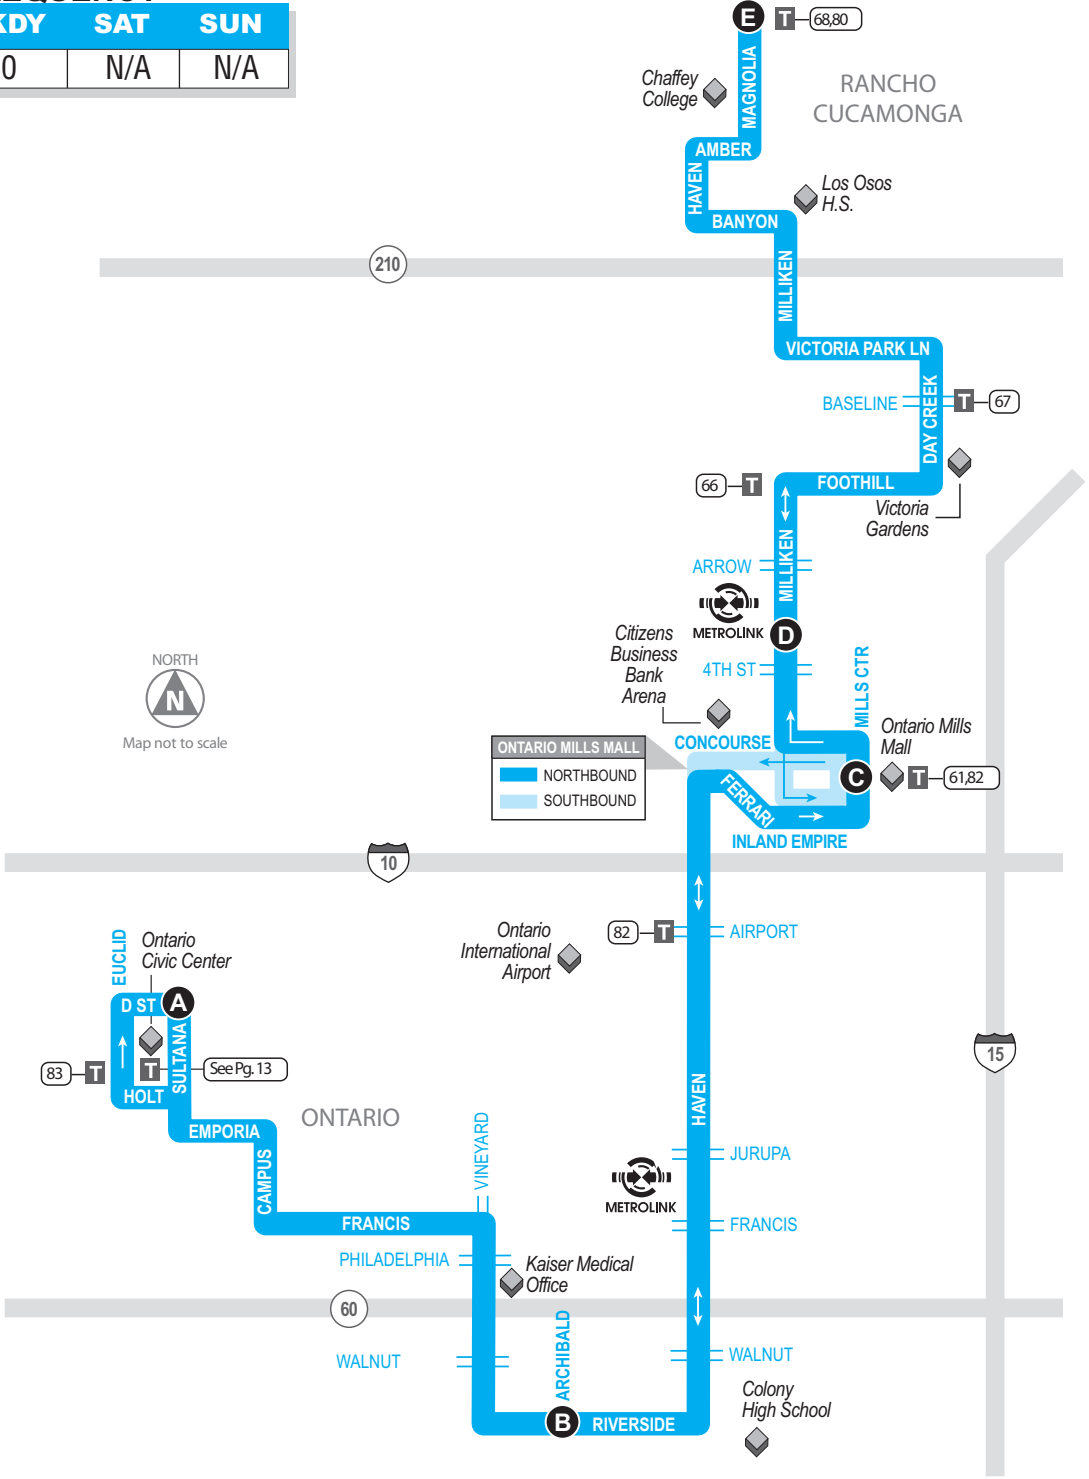 KDY SAT SUN
0 N/A N/A
E
T
68,80
Chaffey
College
MAGNOLIA
RANCHO
CUCAMONGA
AMBER
HAVEN
Los Osos
H.S.
BANYON
210
MILLIKEN
VICTORIA PARK LN
BASELINE
DAY CREEK
T
67
66
T
FOOTHILL
Victoria
Gardens
ARROW
MILLIKEN
METROLINK
D
Citizens
Business
Bank
Arena
4TH ST
MILLS CTR
NORTH
N
Map not to scale
Ontario Mills
Mall
CONCOURSE
ONTARIO MILLS MALL
NORTHBOUND
SOUTHBOUND
C
T
61,82
FERRARI
INLAND EMPIRE
10
82
T
AIRPORT
Ontario
International
Airport
EUCLID
Ontario
Civic Center
D ST
A
SULTANA
83
T
T
See Pg. 13
HOLT
15
HAVEN
ONTARIO
EMPORIA
CAMPUS
VINEYARD
JURUPA
METROLINK
FRANCIS
FRANCIS
PHILADELPHIA
Kaiser Medical
Office
60
WALNUT
ARCHIBALD
WALNUT
Colony
High School
B
RIVERSIDE